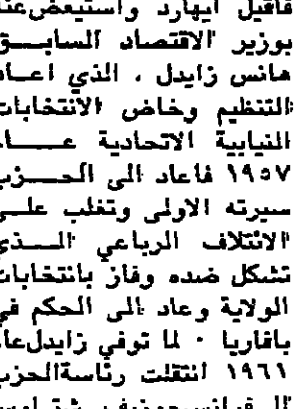 فاقيل ايهارد واستيعض عنه
بوزير الاقتصاد السابق
هانس زايدل ، الذي اعاد
التنظيم وخاض الانتخابات
النيابية الاتحادية عام
١٩٥٧ فاعاد الى الحزب
سيرته الاولى وتغلب على
الائتلاف الرباعي الذي
تشكل ضده وفاز بانتخابات
الولاية وعاد الى الحكم في
بافاريا . لما توفي زايدل عام
١٩٦١ انتقلت رئاسة الحزب